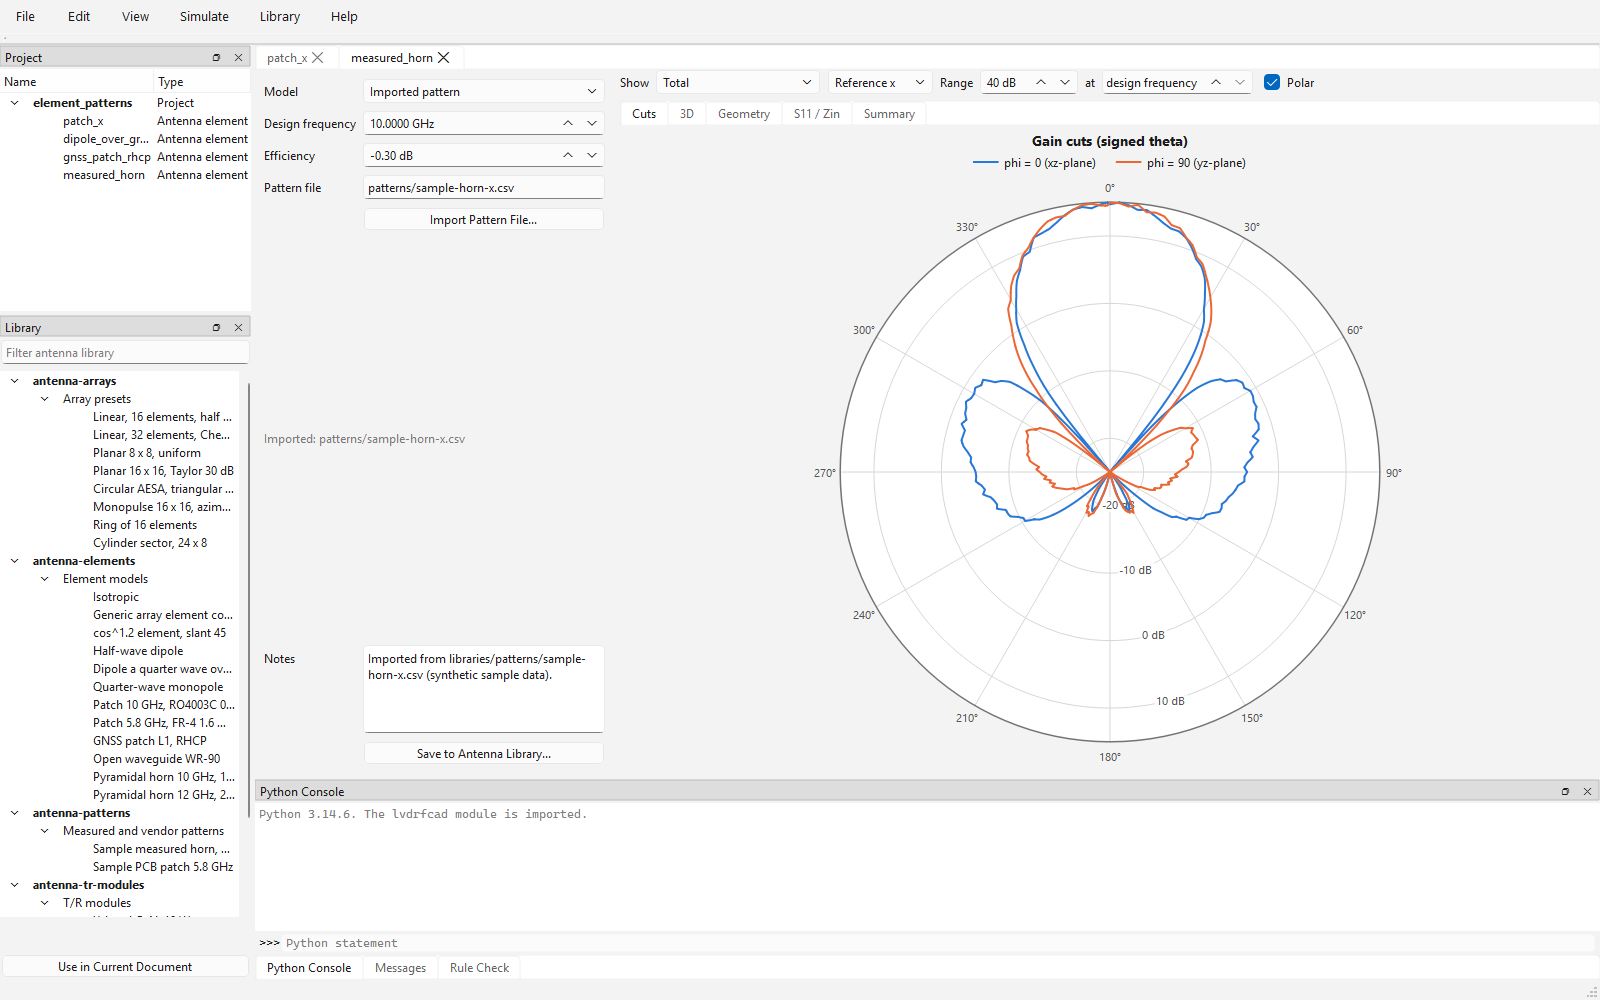 File Edit View Simulate Library Help
Project
Name Type
element_patterns Project
patch_x Antenna element
dipole_over_gr... Antenna element
gnss_patch_rhcp Antenna element
measured_horn Antenna element
Library
Filter antenna library
antenna-arrays
Array presets
Linear, 16 elements, half ...
Linear, 32 elements, Che...
Planar 8 x 8, uniform
Planar 16 x 16, Taylor 30 dB
Circular AESA, triangular ...
Monopulse 16 x 16, azim...
Ring of 16 elements
Cylinder sector, 24 x 8
antenna-elements
Element models
Isotropic
Generic array element co...
cos^1.2 element, slant 45
Half-wave dipole
Dipole a quarter wave ov...
Quarter-wave monopole
Patch 10 GHz, RO4003C 0...
Patch 5.8 GHz, FR-4 1.6 ...
GNSS patch L1, RHCP
Open waveguide WR-90
Pyramidal horn 10 GHz, 1...
Pyramidal horn 12 GHz, 2...
antenna-patterns
Measured and vendor patterns
Sample measured horn, ...
Sample PCB patch 5.8 GHz
antenna-tr-modules
T/R modules
Use in Current Document
patch_x measured_horn
Model Imported pattern
Design frequency 10.0000 GHz
Efficiency -0.30 dB
Pattern file patterns/sample-horn-x.csv
Import Pattern File...
Imported: patterns/sample-horn-x.csv
Notes
Imported from libraries/patterns/sample-
horn-x.csv (synthetic sample data).
Save to Antenna Library...
Show Total Reference x Range 40 dB at design frequency Polar
Cuts 3D Geometry S11 / Zin Summary
Gain cuts (signed theta)
phi = 0 (xz-plane) phi = 90 (yz-plane)
0°
330° 30°
300° 60°
270° 90°
-20 dB
-10 dB
240° 120°
0 dB
10 dB
210° 150°
180°
Python Console
Python 3.14.6. The lvdrfcad module is imported.
>>> Python statement
Python Console Messages Rule Check